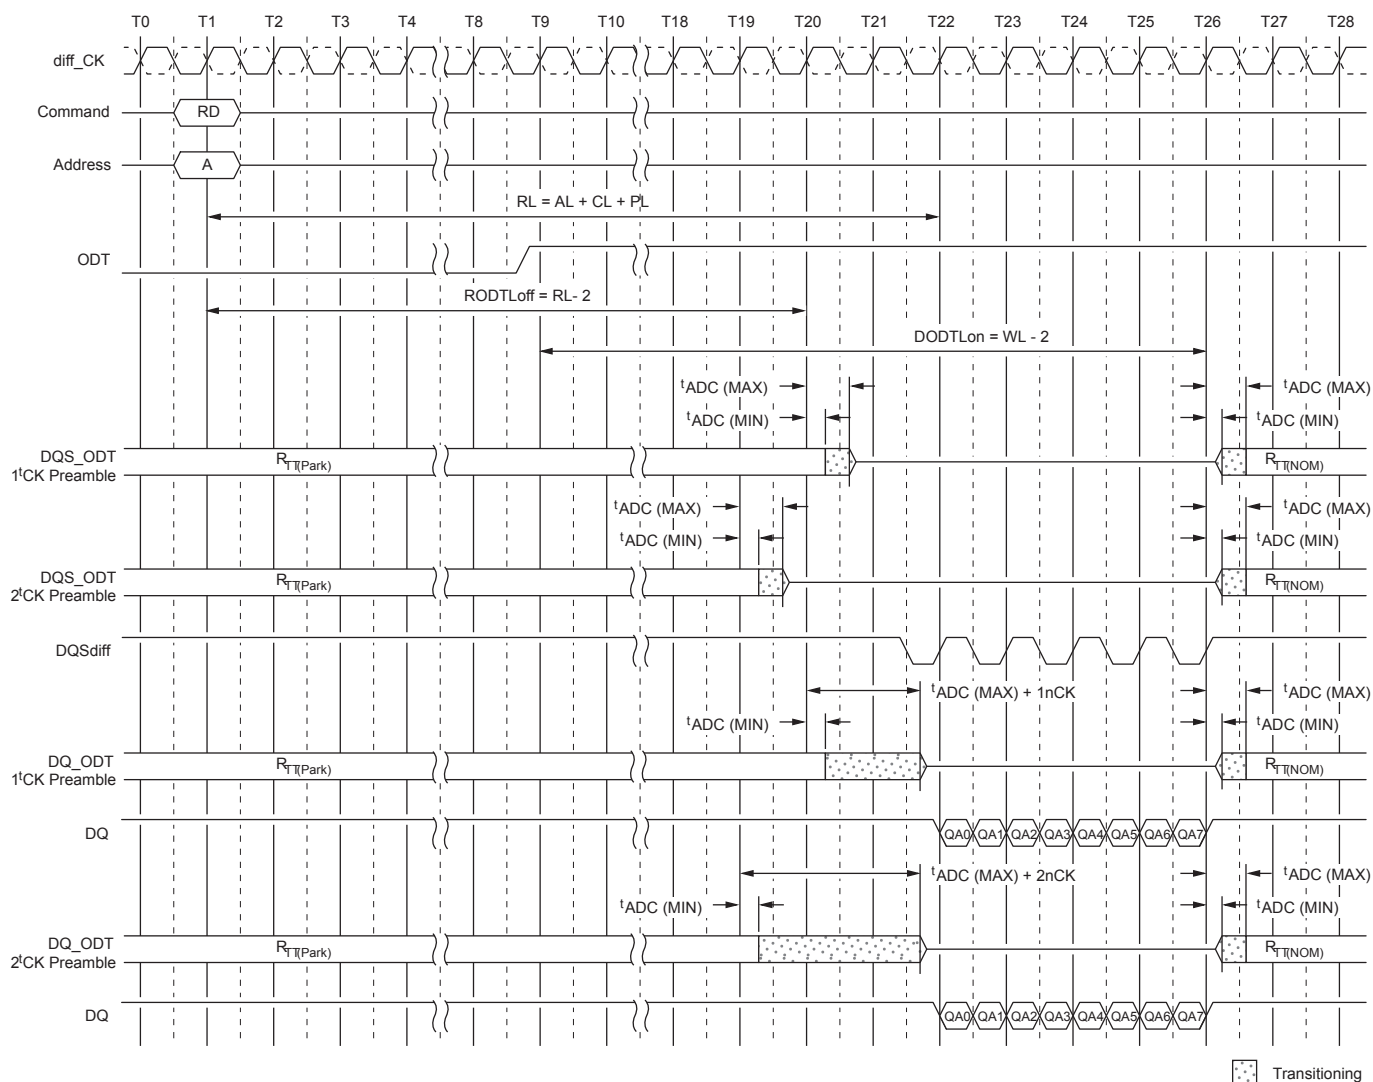 T0 T1 T2 T3 T4 T8 T9 T10 T18 T19 T20 T21 T22 T23 T24 T25 T26 T27 T28
diff_CK
Command RD
Address A
RL = AL + CL + PL
ODT
RODTLoff = RL- 2
DODTLon = WL - 2
tADC (MAX) tADC (MAX)
tADC (MIN) tADC (MIN)
DQS_ODT
1tCK Preamble RTT(Park) RTT(NOM)
tADC (MAX) tADC (MAX)
tADC (MIN) tADC (MIN)
DQS_ODT
2tCK Preamble RTT(Park) RTT(NOM)
DQSdiff
tADC (MAX) + 1nCK tADC (MAX)
tADC (MIN) tADC (MIN)
DQ_ODT
1tCK Preamble RTT(Park) RTT(NOM)
DQ QA0 QA1 QA2 QA3 QA4 QA5 QA6 QA7
tADC (MAX) + 2nCK tADC (MAX)
tADC (MIN) tADC (MIN)
DQ_ODT
2tCK Preamble RTT(Park) RTT(NOM)
DQ QA0 QA1 QA2 QA3 QA4 QA5 QA6 QA7
Transitioning